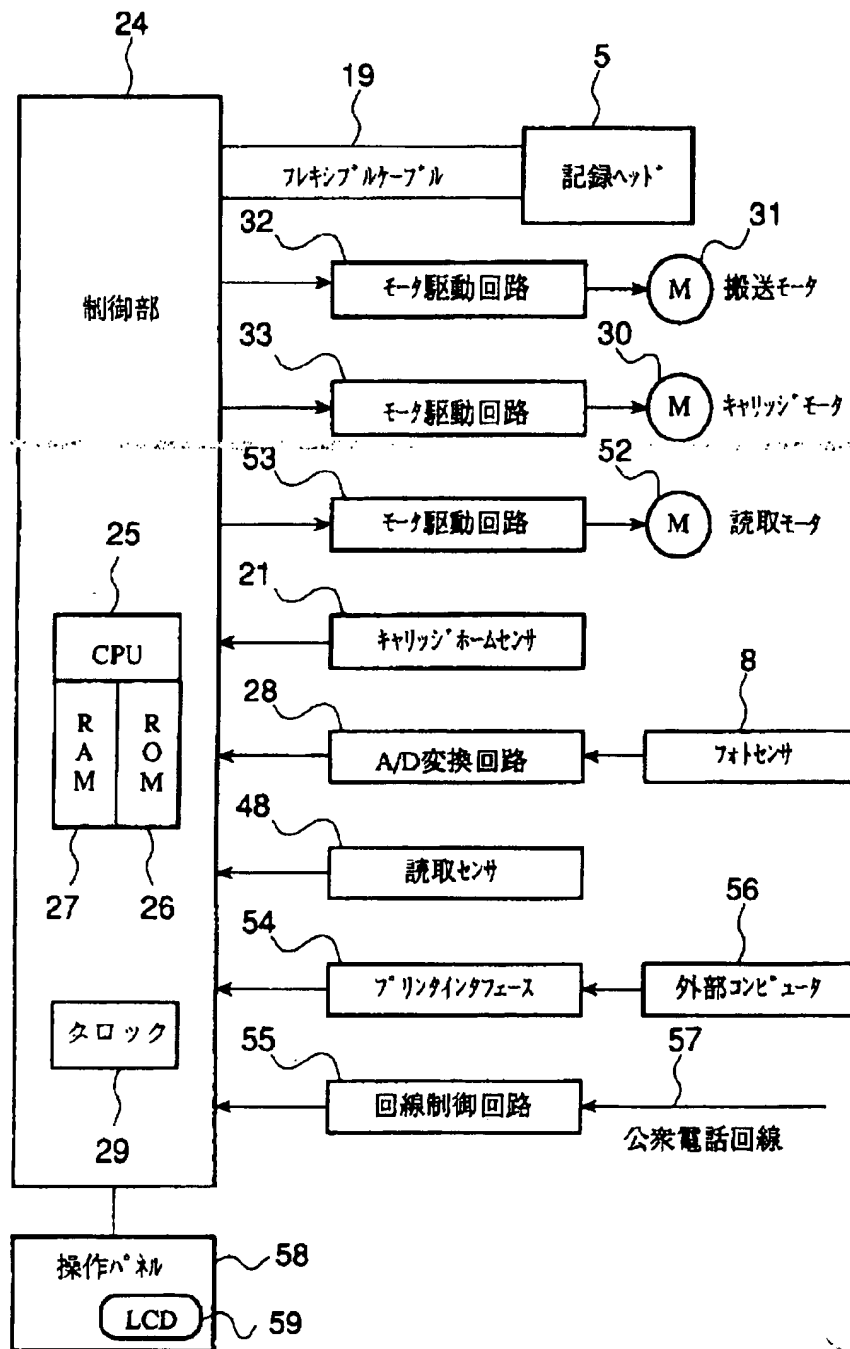 24
19
5
フレキシブルケーブル
記録ヘッド
32
31
モータ駆動回路
M
搬送モータ
制御部
33
30
モータ駆動回路
M
キャリッジモータ
53
52
モータ駆動回路
M
読取モータ
25
21
CPU
キャリッジホームセンサ
RAM
ROM
28
8
A/D変換回路
フォトセンサ
48
読取センサ
27
26
54
56
プリンタインタフェース
外部コンピュータ
クロック
55
57
回線制御回路
29
公衆電話回線
操作パネル
58
LCD
59